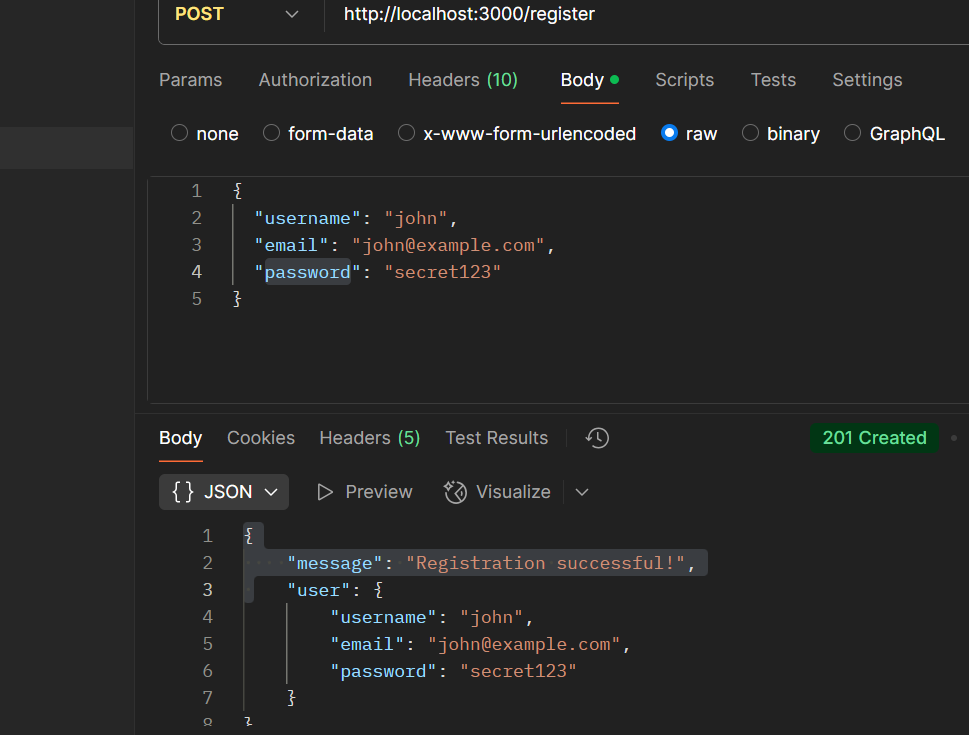 POST http://localhost:3000/register
Params Authorization Headers (10) Body Scripts Tests Settings
none form-data x-www-form-urlencoded raw binary GraphQL
1 {
2 "username": "john",
3 "email": "john@example.com",
4 "password": "secret123"
5 }
Body Cookies Headers (5) Test Results 201 Created
{} JSON Preview Visualize
1 {
2 "message": "Registration successful!",
3 "user": {
4 "username": "john",
5 "email": "john@example.com",
6 "password": "secret123"
7 }
8 }